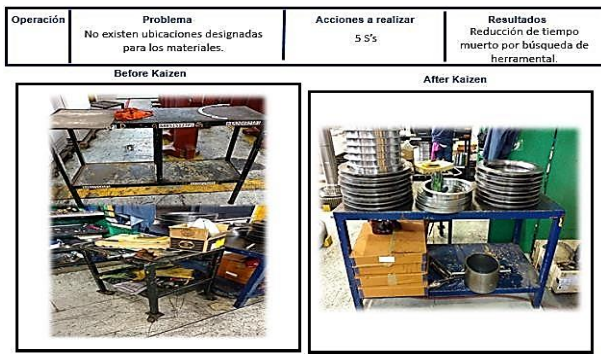 Operación
Problema
No existen ubicaciones designadas
para los materiales.
Acciones a realizar
5 S's
Resultados
Reducción de tiempo
muerto por búsqueda de
herramental.
Before Kaizen
After Kaizen